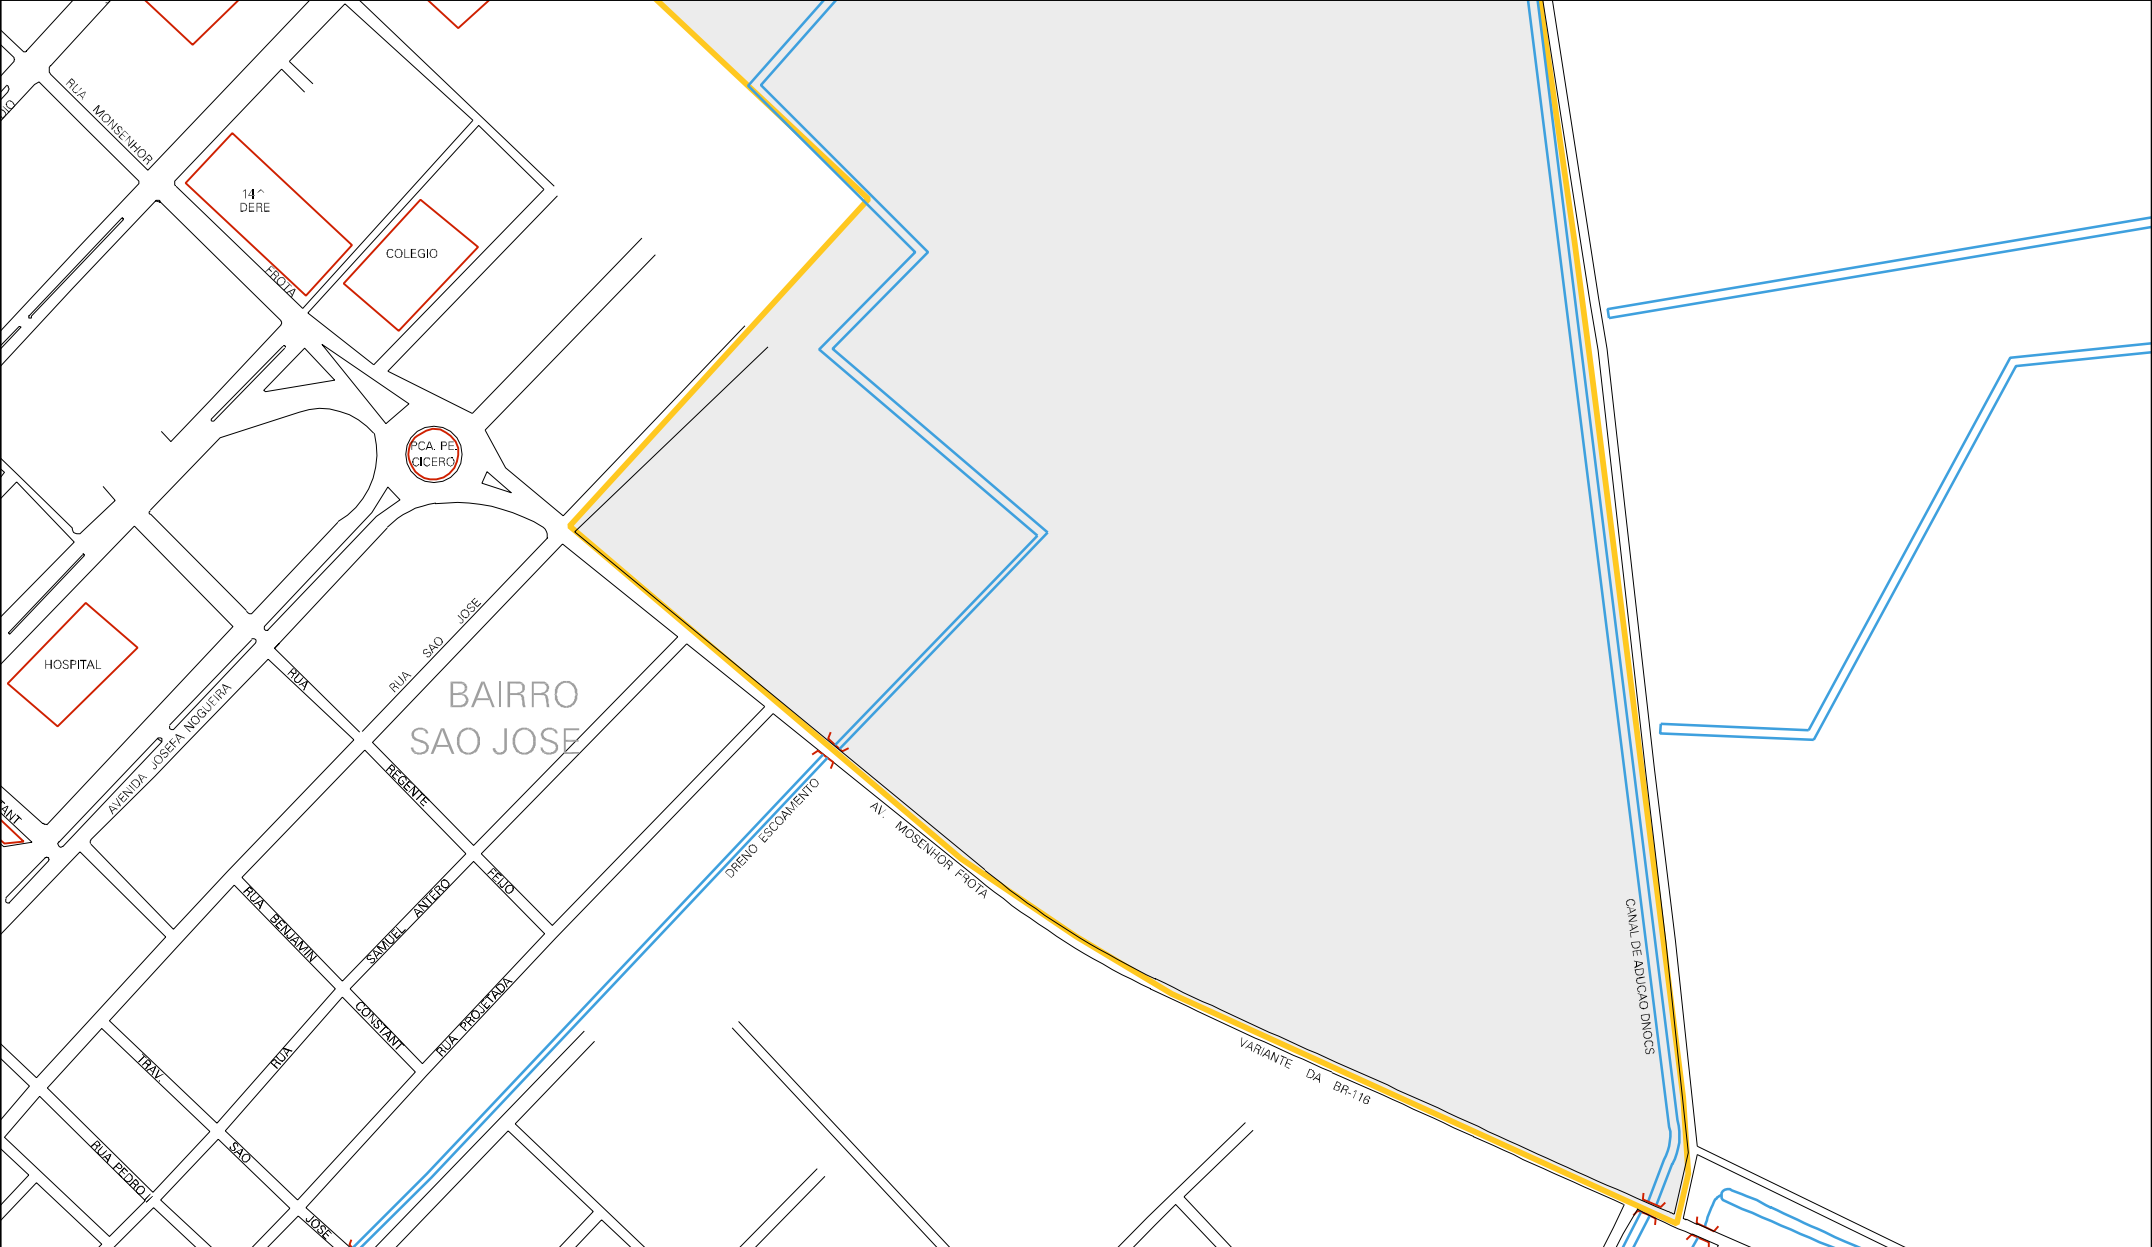 RUA MONSENHOR
14^
DERE
COLEGIO
FROTA
PCA. PE.
CICERO
HOSPITAL
RUA SAO JOSE
BAIRRO
SAO JOSE
RUA
REGENTE
FEIJO
AVENIDA JOSEFA NOGUEIRA
DRENO ESCOAMENTO
AV. MOSENHOR FROTA
RUA BENJAMIN
CONSTANT
SAMUEL ANTERO
RUA
RUA PROJETADA
CANAL DE ADUCAO DNOCS
VARIANTE DA BR-116
TRAV.
SAO
JOSE
RUA PEDRO II